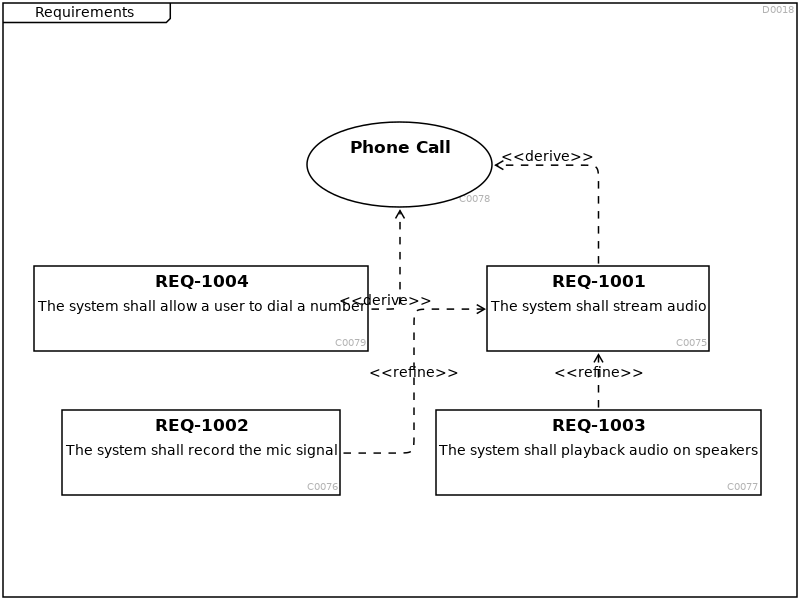 Requirements
D0018
Phone Call
C0078
<<derive>>
REQ-1004
The system shall allow a user to dial a number
C0079
<<derive>>
REQ-1001
The system shall stream audio
C0075
<<refine>>
<<refine>>
REQ-1002
The system shall record the mic signal
C0076
REQ-1003
The system shall playback audio on speakers
C0077